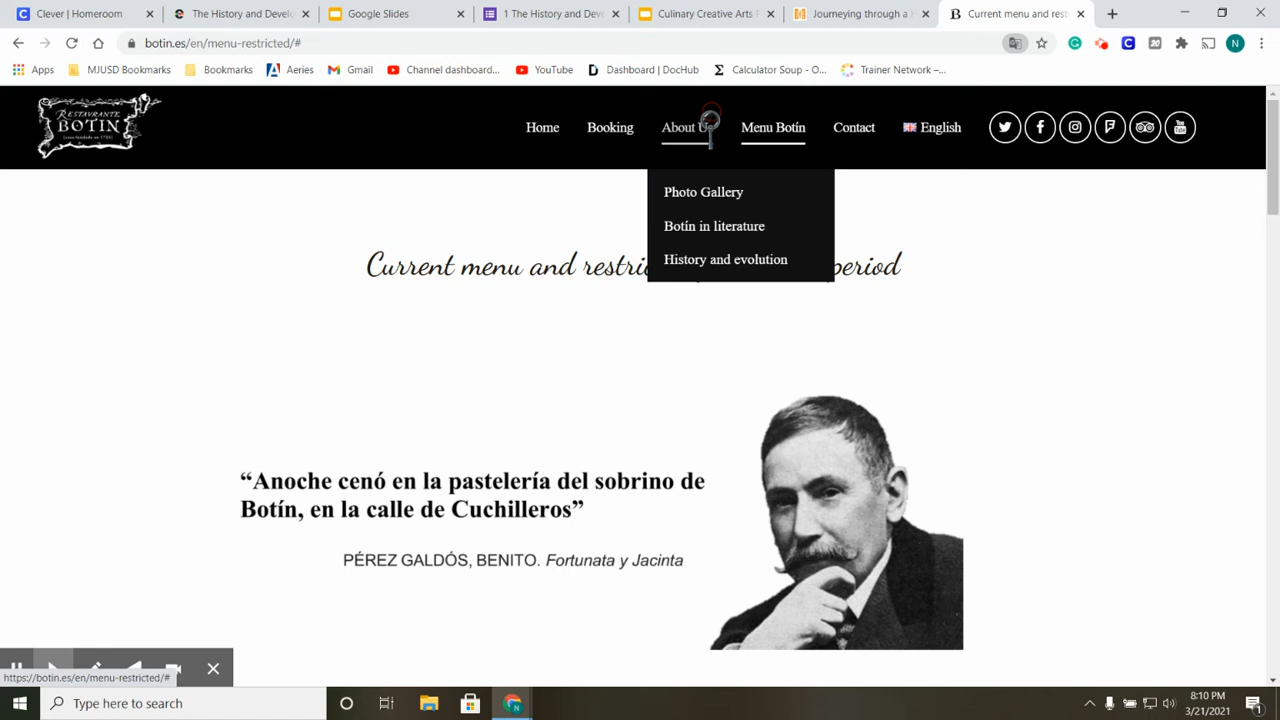 Clever | Homeroom
The History and Develo
Google Slides
1 The History and Deve
Culinary Creative Arts F
Journeying through a
Current menu and rest
botin.es/en/menu-restricted/#
Apps
MJUSD Bookmarks
Bookmarks
Aeries
Gmail
Channel dashboard...
YouTube
Dashboard | DocHub
Calculator Soup - O...
Trainer Network –...
N
RESTAVRANTE
BOTIN
Home
Booking
About U
Menu Botín
Contact
English
Photo Gallery
Botín in literature
History and evolution
Current menu and restri
period
“Anoche cenó en la pastelería del sobrino de
Botín, en la calle de Cuchilleros”
PÉREZ GALDÓS, BENITO. Fortunata y Jacinta
https://botin.es/en/menu-restricted/#
Type here to search
8:10 PM
3/21/2021